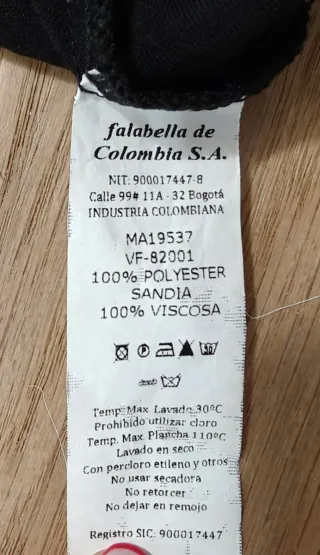 falabella de
Colombia S.A.
NIT: 900017447-8
Calle 99# 11A - 32 Bogotá
INDUSTRIA COLOMBIANA
MA19537
VF-82001
100% POLYESTER
SANDIA
100% VISCOSA
Temp. Max. Lavado 30ºC
Prohibido utilizar cloro
Temp. Max. Plancha 110ºC
Lavado en seco
Con percloro etileno y otros
No usar secadora
No retorcer
No dejar en remojo
Registro SIC: 900017447